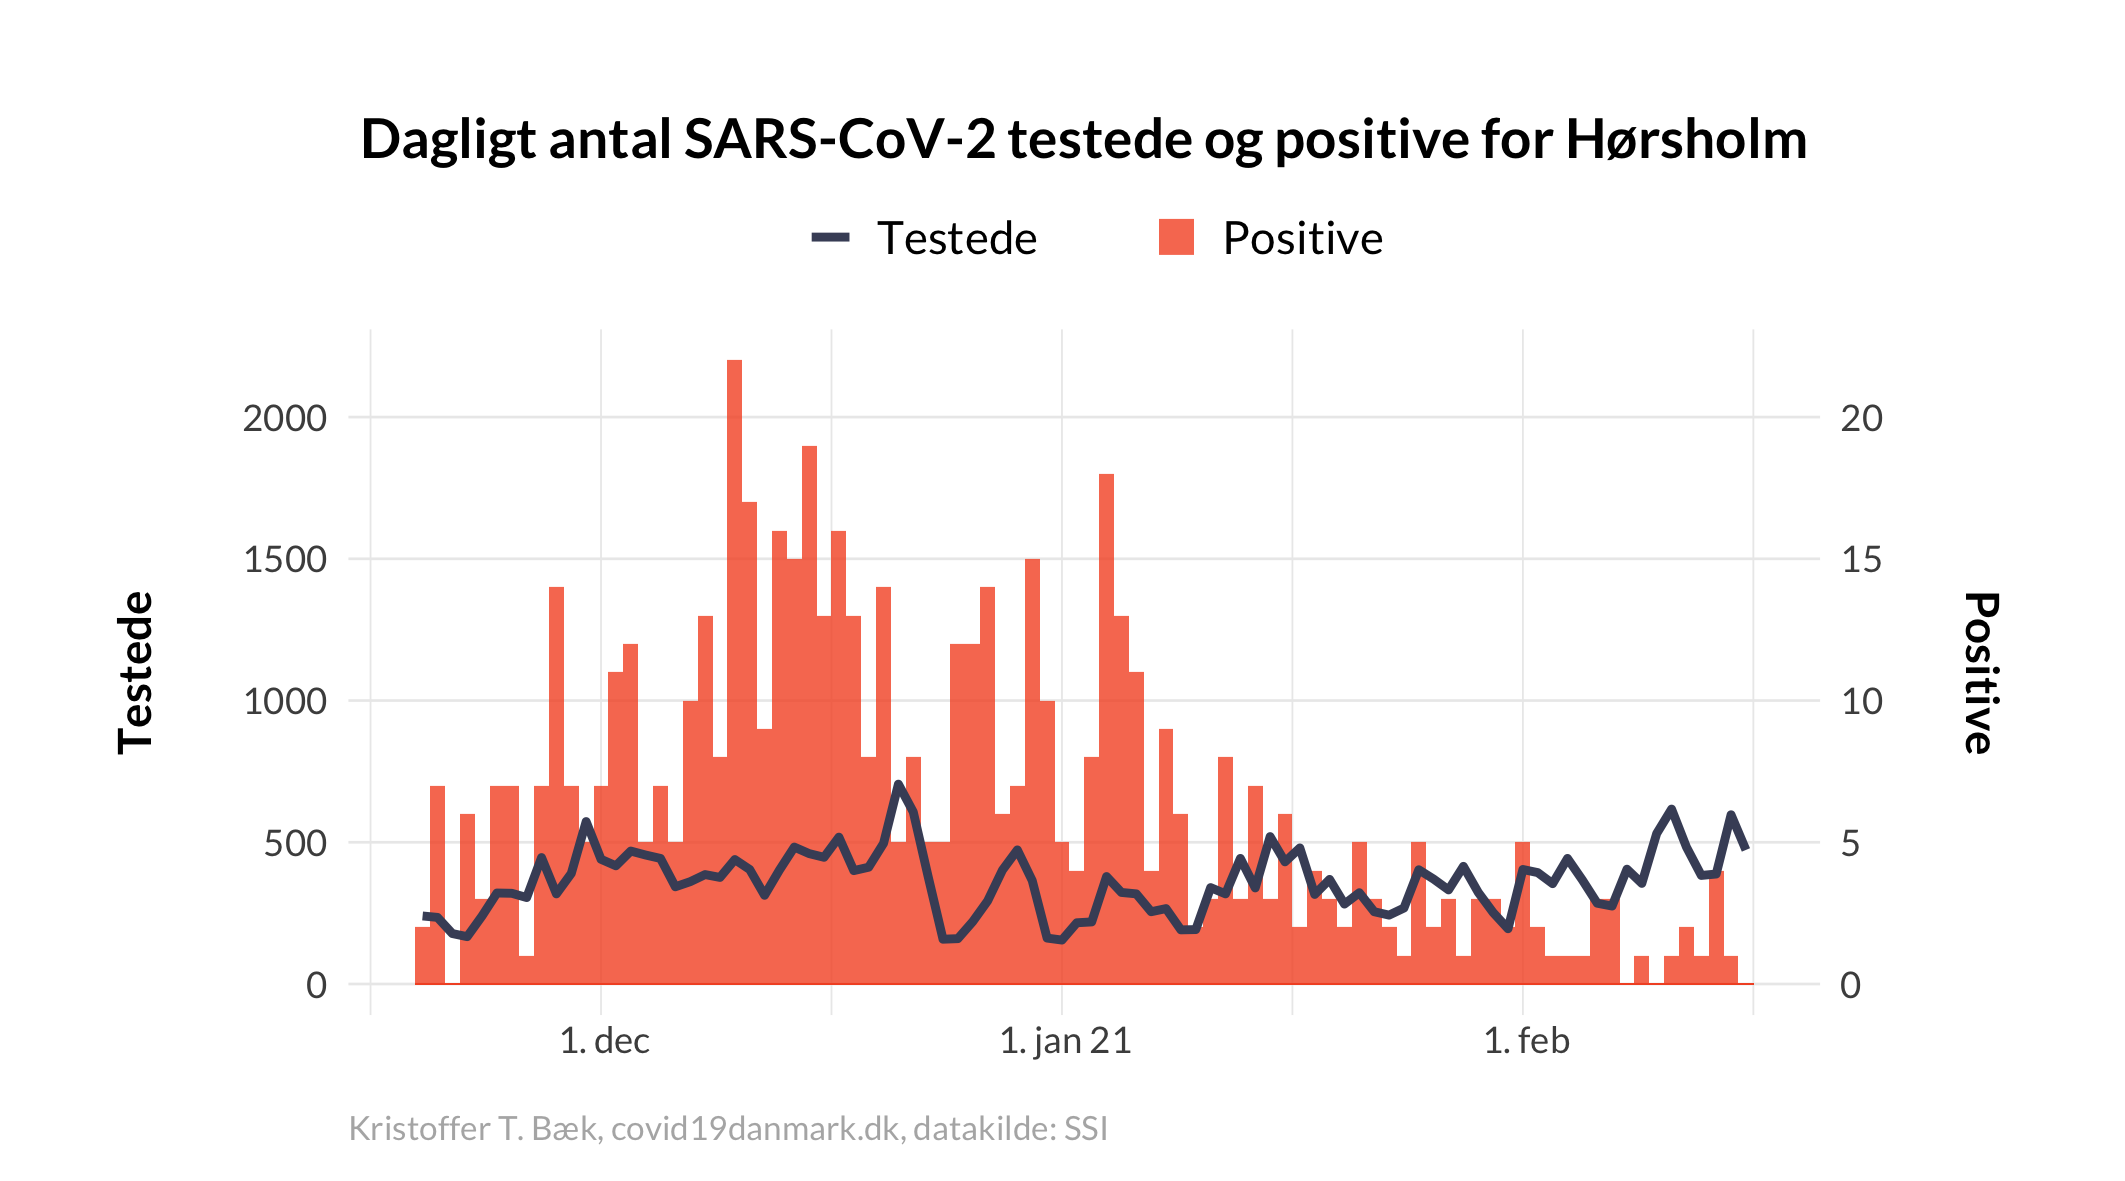 Dagligt antal SARS-CoV-2 testede og positive for Hørsholm
Testede Positive
Testede
2000
1500
1000
500
0
20
15
10
5
0
Positive
1. dec 1. jan 21 1. feb
Kristoffer T. Bæk, covid19danmark.dk, datakilde: SSI